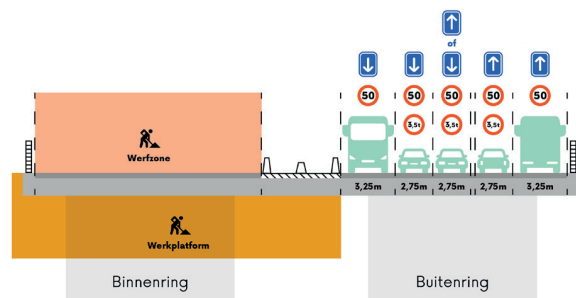 of
50
50
50
50
50
3,5t
3,5t
3,5t
Werfzone
3,25m
2,75m
2,75m
2,75m
3,25m
Werkplatform
Binnenring
Buitenring